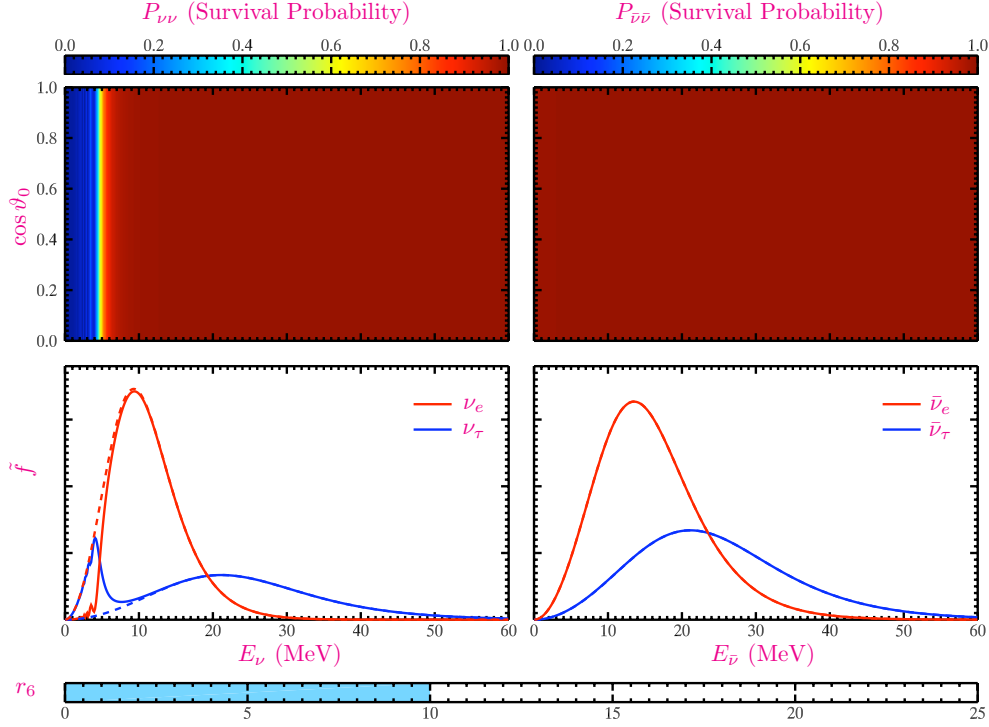 P_νν (Survival Probability) P_ν̄ν̄ (Survival Probability)
0.0 0.2 0.4 0.6 0.8 1.0 0.0 0.2 0.4 0.6 0.8 1.0
1.0
0.8
0.6
0.4
0.2
0.0
cos ϑ_0
ν_e
ν_τ
ν̄_e
ν̄_τ
f̃
0 10 20 30 40 50 60 0 10 20 30 40 50 60
E_ν (MeV) E_ν̄ (MeV)
r_6
0 5 10 15 20 25